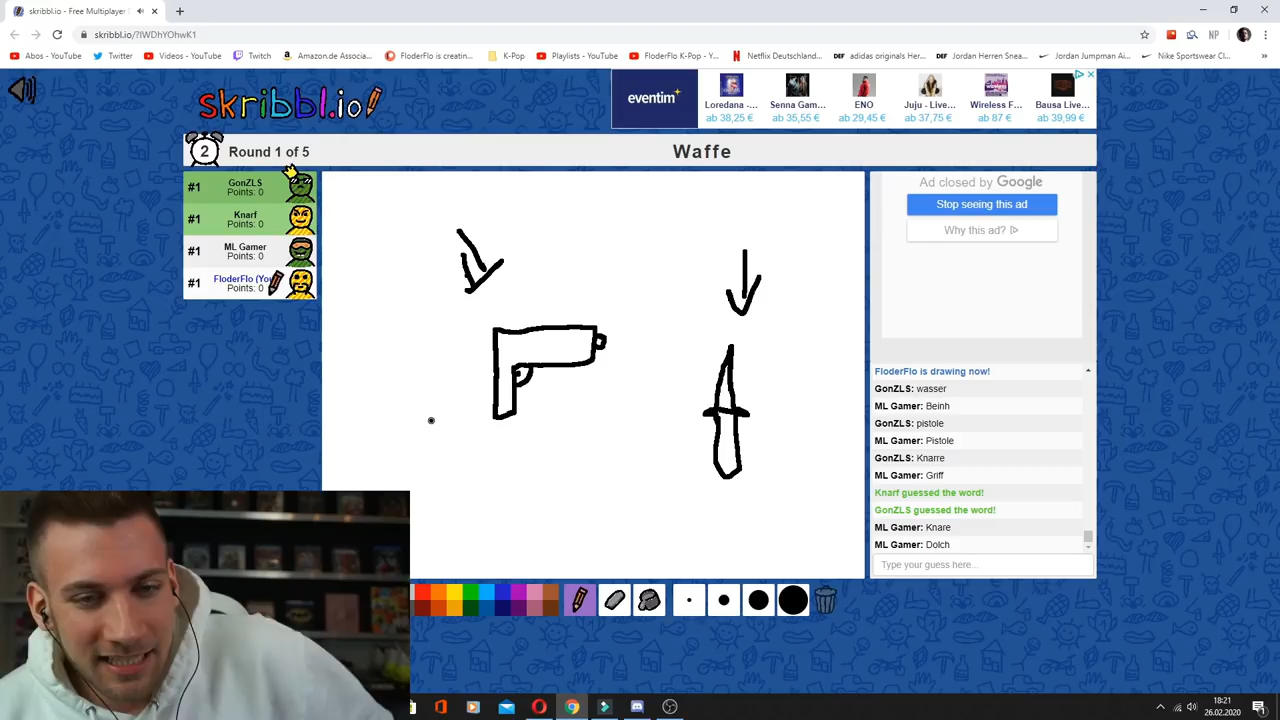 skribbl.io - Free Multiplayer
skribbl.io/?IWDhYOhwK1
NP
Abos - YouTube
Twitter
Videos - YouTube
Twitch
Amazon.de Associa...
FloderFlo is creatin...
K-Pop
Playlists - YouTube
FloderFlo K-Pop - Y...
Netflix Deutschland...
DEF adidas originals Her...
DEF Jordan Herren Snea...
Jordan Jumpman Ai...
Nike Sportswear Cl...
skribbl.io
eventim
Loredana -...
ab 38,25 €
Senna Gam...
ab 35,55 €
ENO
ab 29,45 €
Juju - Live...
ab 37,75 €
Wireless F...
ab 87 €
Bausa Live...
ab 39,99 €
2
Round 1 of 5
Waffe
#1
GonZLS
Points: 0
#1
Knarf
Points: 0
#1
ML Gamer
Points: 0
#1
FloderFlo (You
Points: 0
Ad closed by Google
Stop seeing this ad
Why this ad?
FloderFlo is drawing now!
GonZLS: wasser
ML Gamer: Beinh
GonZLS: pistole
ML Gamer: Pistole
GonZLS: Knarre
ML Gamer: Griff
Knarf guessed the word!
GonZLS guessed the word!
ML Gamer: Knare
ML Gamer: Dolch
Type your guess here...
18:21
26.02.2020